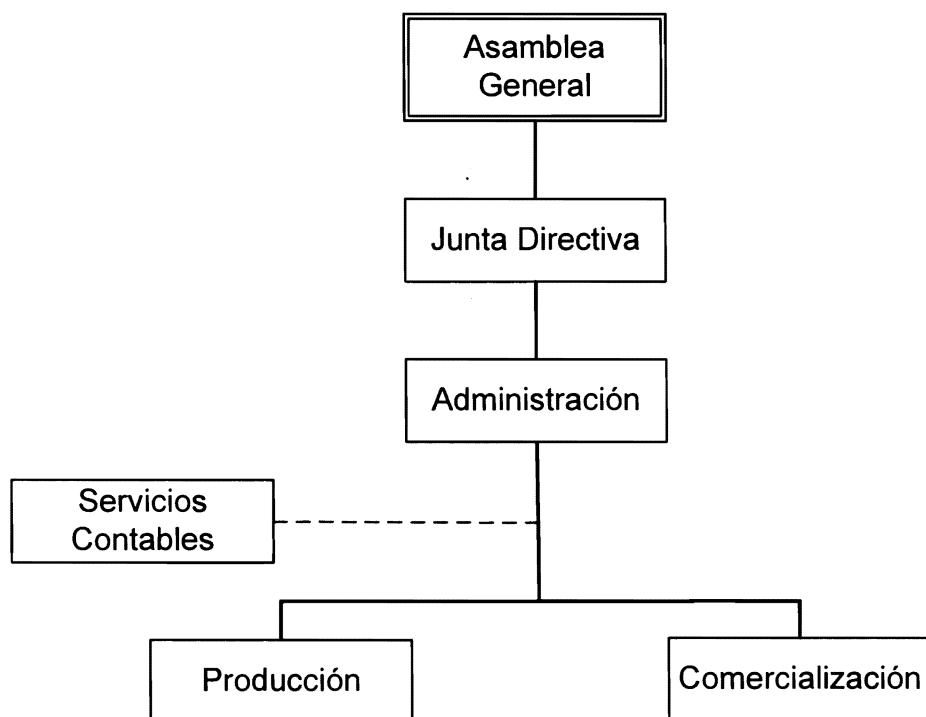 Asamblea
General
Junta Directiva
Administración
Servicios
Contables
Producción
Comercialización